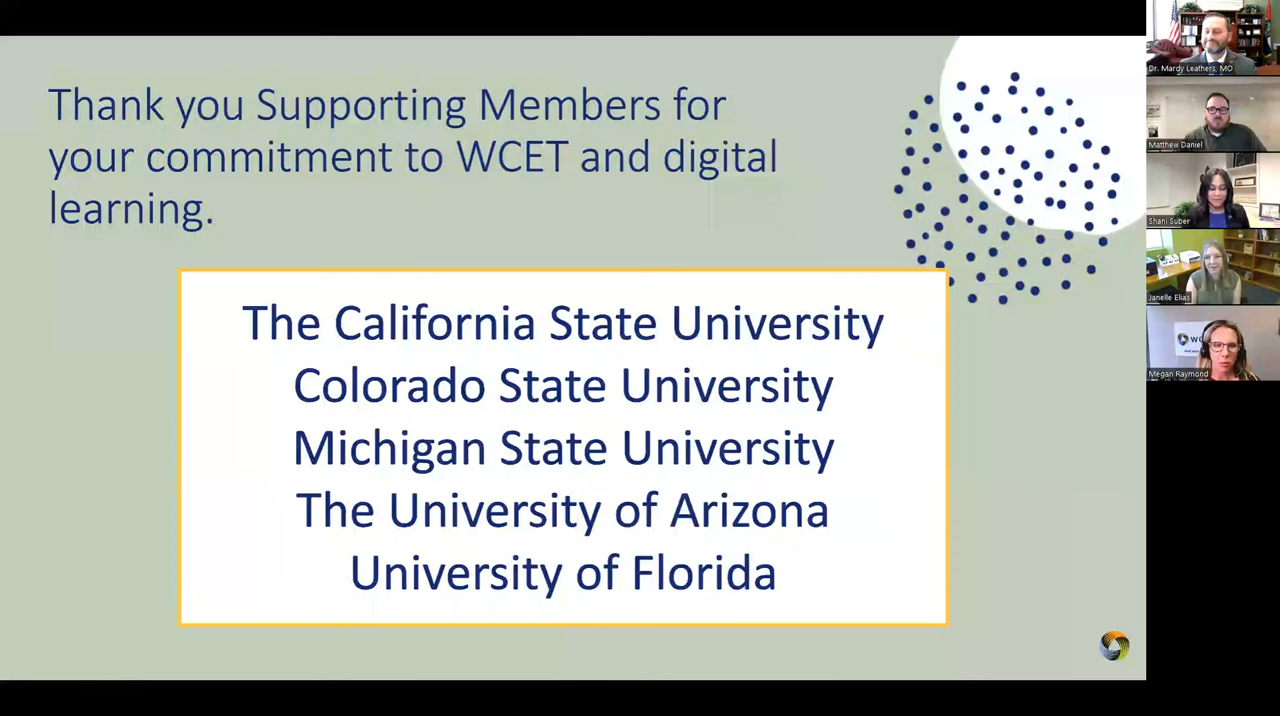 Thank you Supporting Members for
your commitment to WCET and digital
learning.
The California State University
Colorado State University
Michigan State University
The University of Arizona
University of Florida
Dr. Mardy Leathers, MO
Matthew Daniel
Shani Suber
Janelle Elias
Megan Raymond